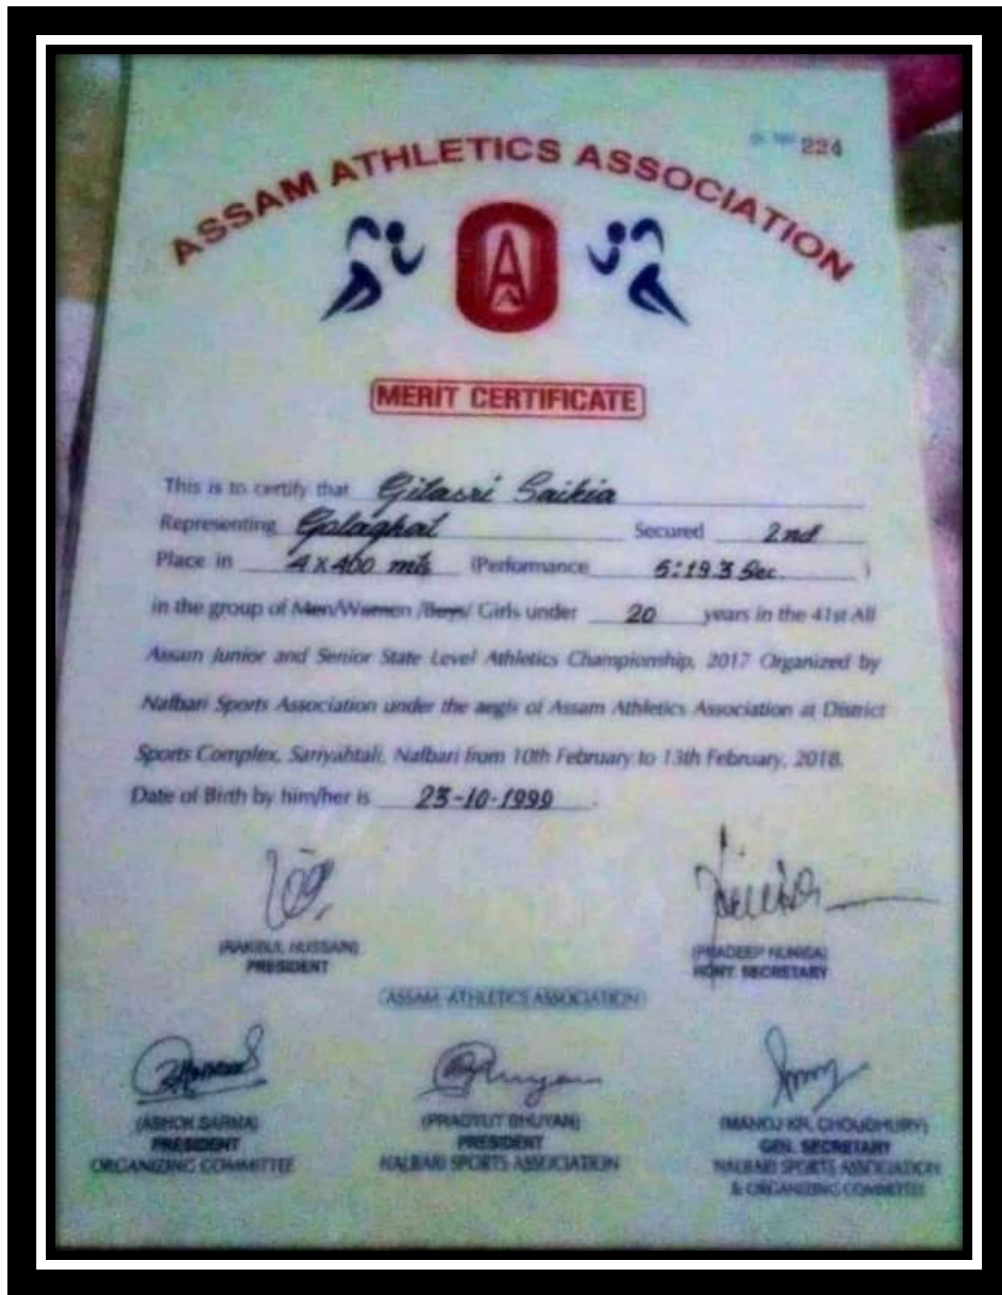 224
ASSAM ATHLETICS ASSOCIATION
MERIT CERTIFICATE
This is to certify that Gitasri Saikia
Representing Golaghat Secured 2nd
Place in 4x400 mts (Performance 5:19.3 Sec. )
in the group of Men/Women /Boys/ Girls under 20 years in the 41st All
Assam Junior and Senior State Level Athletics Championship, 2017 Organized by
Nalbari Sports Association under the aegis of Assam Athletics Association at District
Sports Complex, Sariyahtali, Nalbari from 10th February to 13th February, 2018.
Date of Birth by him/her is 23-10-1999
(RAKIBUL HUSSAIN) (PRADEEP NUNISA)
PRESIDENT HONY. SECRETARY
(ASSAM ATHLETICS ASSOCIATION)
(ASHOK SARMA) (PRADYUT BHUYAN) (MANOJ KR. CHOUDHURY)
PRESIDENT PRESIDENT GEN. SECRETARY
ORGANIZING COMMITTEE NALBARI SPORTS ASSOCIATION NALBARI SPORTS ASSOCIATION
& ORGANIZING COMMITTEE